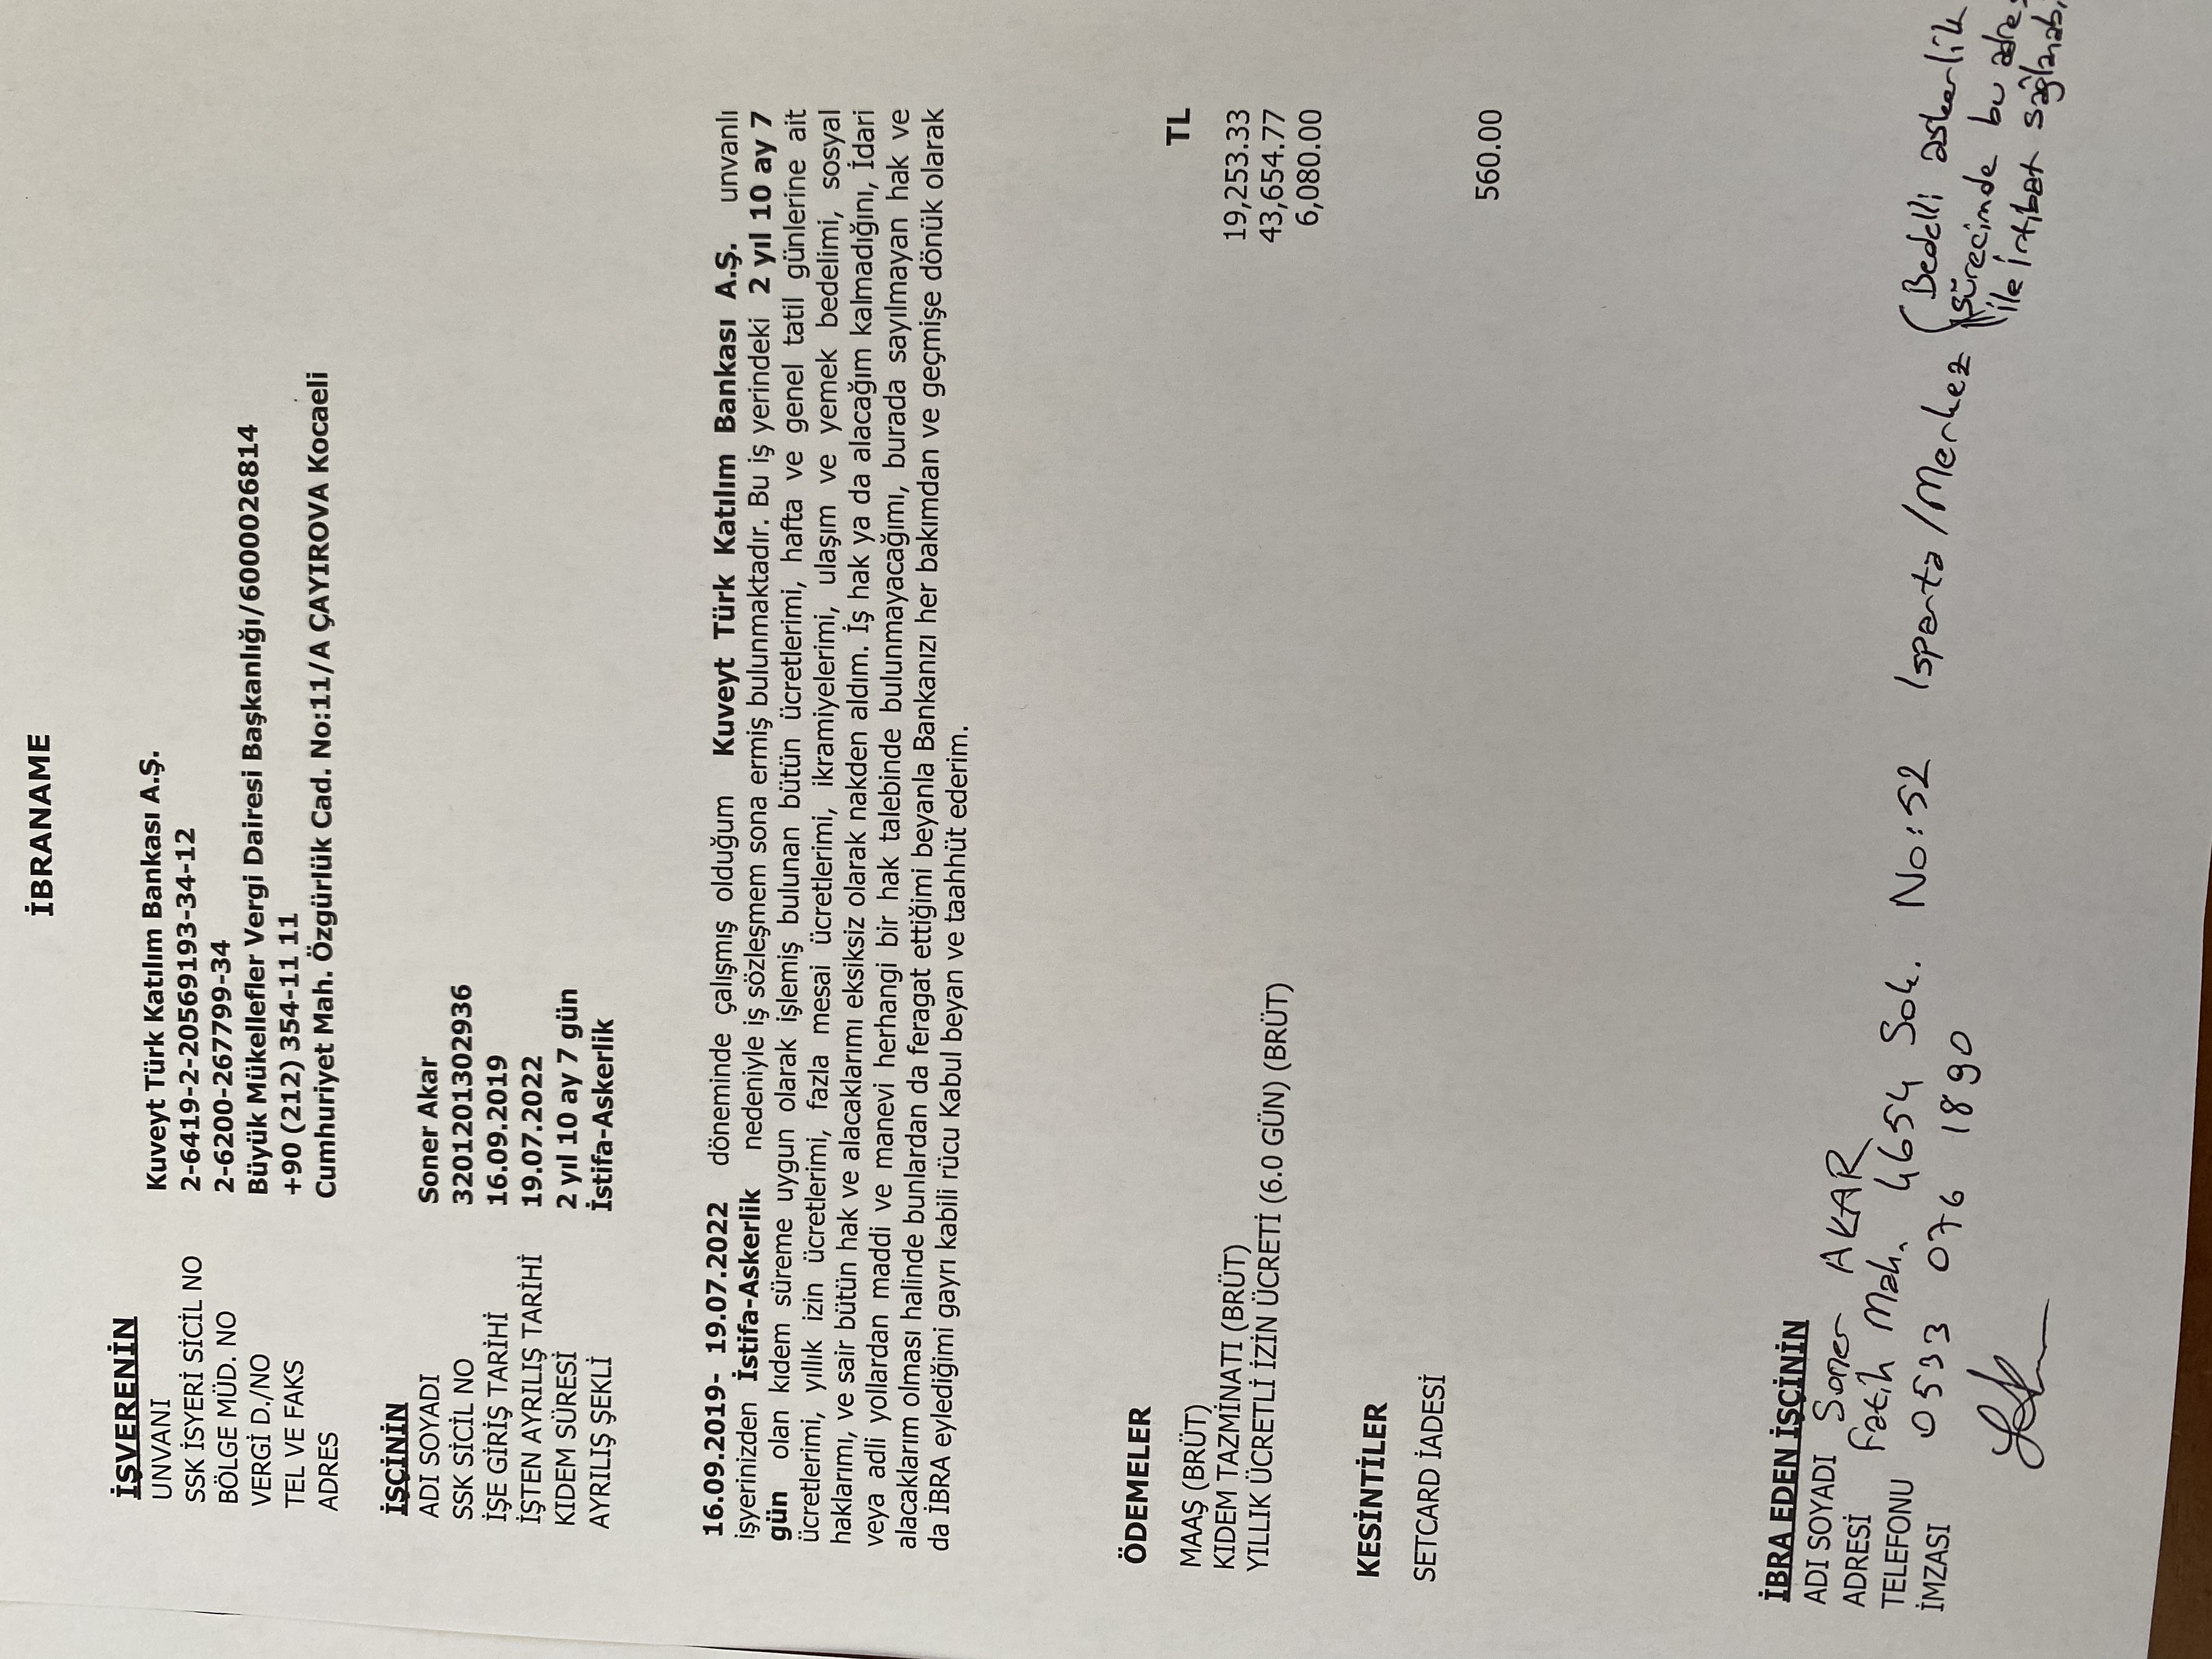 İBRANAME
İŞVERENİN
UNVANI Kuveyt Türk Katılım Bankası A.Ş.
SSK İSYERİ SİCİL NO 2-6419-2-20569193-34-12
BÖLGE MÜD. NO 2-6200-267799-34
VERGİ D./NO Büyük Mükellefler Vergi Dairesi Başkanlığı/6000026814
TEL VE FAKS +90 (212) 354-11 11
ADRES Cumhuriyet Mah. Özgürlük Cad. No:11/A ÇAYIROVA Kocaeli
İŞÇİNİN
ADI SOYADI Soner Akar
SSK SİCİL NO 3201201302936
İŞE GİRİŞ TARİHİ 16.09.2019
İŞTEN AYRILIŞ TARİHİ 19.07.2022
KIDEM SÜRESİ 2 yıl 10 ay 7 gün
AYRILIŞ ŞEKLİ İstifa-Askerlik
16.09.2019- 19.07.2022 döneminde çalışmış olduğum Kuveyt Türk Katılım Bankası A.Ş. unvanlı
işyerinizden İstifa-Askerlik nedeniyle iş sözleşmem sona ermiş bulunmaktadır. Bu iş yerindeki 2 yıl 10 ay 7
gün olan kıdem süreme uygun olarak işlemiş bulunan bütün ücretlerimi, hafta ve genel tatil günlerine ait
ücretlerimi, yıllık izin ücretlerimi, fazla mesai ücretlerimi, ikramiyelerimi, ulaşım ve yemek bedelimi, sosyal
haklarımı, ve sair bütün hak ve alacaklarımı eksiksiz olarak nakden aldım. İş hak ya da alacağım kalmadığını, İdari
veya adli yollardan maddi ve manevi herhangi bir hak talebinde bulunmayacağımı, burada sayılmayan hak ve
alacaklarım olması halinde bunlardan da feragat ettiğimi beyanla Bankanızı her bakımdan ve geçmişe dönük olarak
da İBRA eylediğimi gayrı kabili rücu Kabul beyan ve taahhüt ederim.
ÖDEMELER
TL
MAAŞ (BRÜT) 19,253.33
KIDEM TAZMİNATI (BRÜT) 43,654.77
YILLIK ÜCRETLİ İZİN ÜCRETİ (6.0 GÜN) (BRÜT) 6,080.00
KESİNTİLER
SETCARD İADESİ 560.00
İBRA EDEN İŞÇİNİN
ADI SOYADI Soner AKAR
ADRESİ Fatih Mah. 4654 Sok. No:52 Isparta/Merkez (Bedelli askerlik
sürecimde bu
ile irtibat
TELEFONU 0533 076 1890
İMZASI